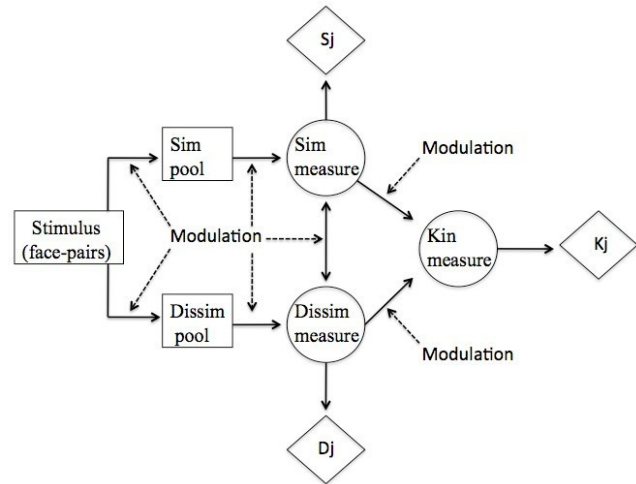 Sj
Sim
pool
Sim
measure
Modulation
Stimulus
(face-pairs)
Modulation
Kin
measure
Kj
Dissim
pool
Dissim
measure
Modulation
Dj